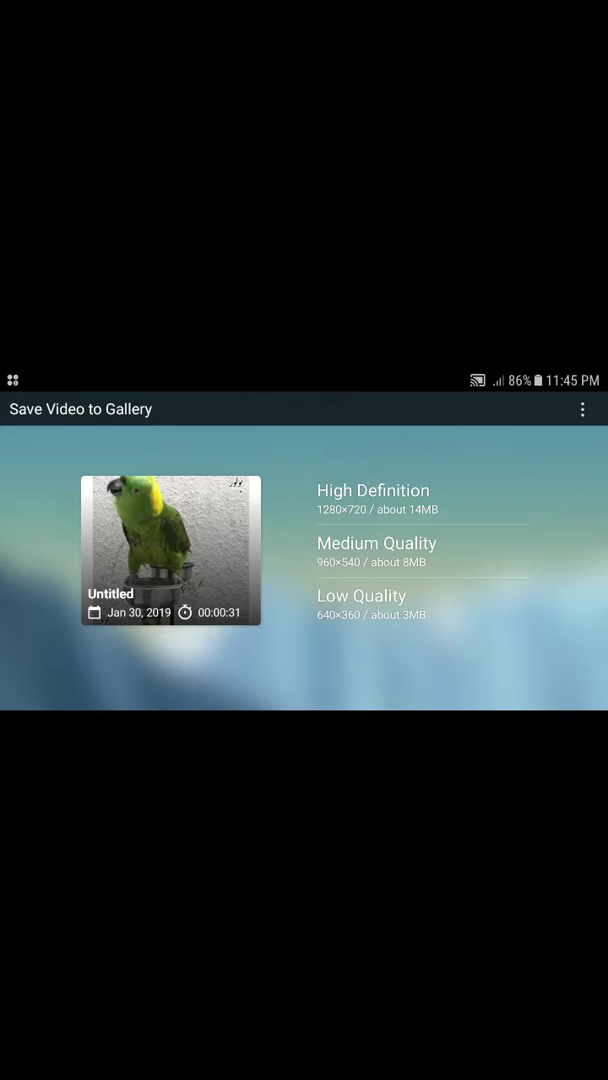 86% 11:45 PM
Save Video to Gallery
High Definition
1280×720 / about 14MB
Medium Quality
960×540 / about 8MB
Low Quality
640×360 / about 3MB
Untitled
Jan 30, 2019 00:00:31